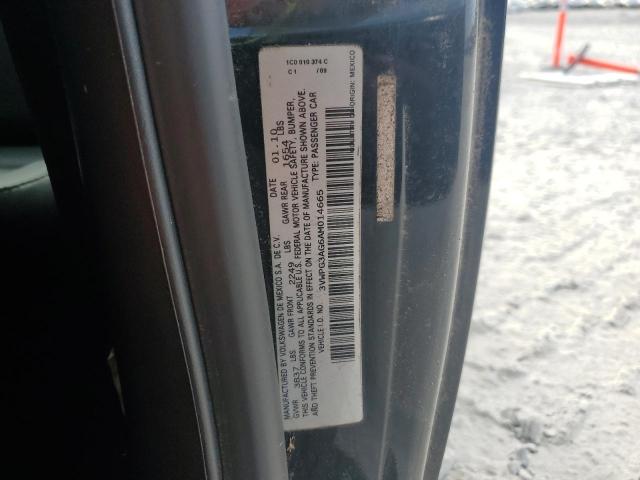 1C0 010 374 C
C 1 / 09
MANUFACTURED BY VOLKSWAGEN DE MEXICO S.A. DE C.V. DATE 01.10
GVWR 3837 LBS GAWR FRONT 2249 LBS GAWR REAR 1654 LBS
THIS VEHICLE CONFORMS TO ALL APPLICABLE U.S. FEDERAL MOTOR VEHICLE SAFETY, BUMPER,
AND THEFT PREVENTION STANDARDS IN EFFECT ON THE DATE OF MANUFACTURE SHOWN ABOVE.
VEHICLE I.D. NO. 3VWPG3AG6AM014665 TYPE: PASSENGER CAR
ORIGIN: MEXICO